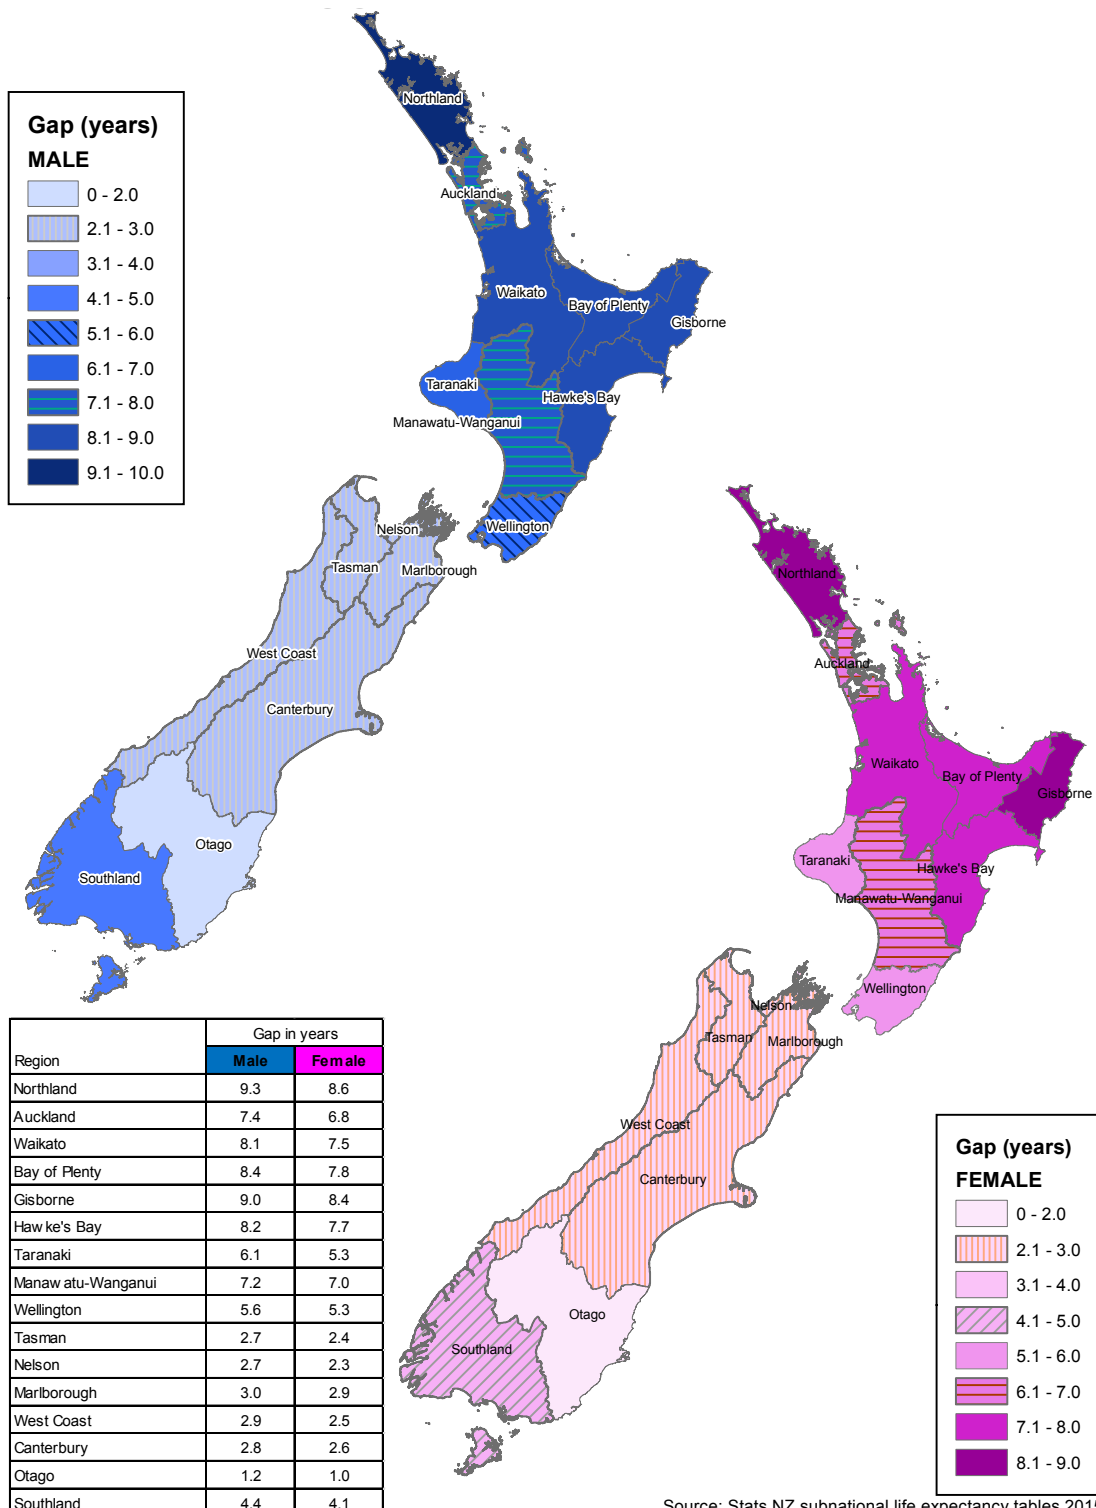 Gap (years)
MALE
0 - 2.0
2.1 - 3.0
3.1 - 4.0
4.1 - 5.0
5.1 - 6.0
6.1 - 7.0
7.1 - 8.0
8.1 - 9.0
9.1 - 10.0
Northland
Auckland
Waikato
Bay of Plenty
Gisborne
Taranaki
Hawke's Bay
Manawatu-Wanganui
Wellington
Nelson
Tasman
Marlborough
West Coast
Canterbury
Otago
Southland
Northland
Auckland
Waikato
Bay of Plenty
Gisborne
Taranaki
Hawke's Bay
Manawatu-Wanganui
Wellington
Nelson
Tasman
Marlborough
West Coast
Canterbury
Otago
Southland
Gap in years
Region Male Female
Northland 9.3 8.6
Auckland 7.4 6.8
Waikato 8.1 7.5
Bay of Plenty 8.4 7.8
Gisborne 9.0 8.4
Hawke's Bay 8.2 7.7
Taranaki 6.1 5.3
Manawatu-Wanganui 7.2 7.0
Wellington 5.6 5.3
Tasman 2.7 2.4
Nelson 2.7 2.3
Marlborough 3.0 2.9
West Coast 2.9 2.5
Canterbury 2.8 2.6
Otago 1.2 1.0
Southland 4.4 4.1
Gap (years)
FEMALE
0 - 2.0
2.1 - 3.0
3.1 - 4.0
4.1 - 5.0
5.1 - 6.0
6.1 - 7.0
7.1 - 8.0
8.1 - 9.0
Source: Stats NZ subnational life expectancy tables